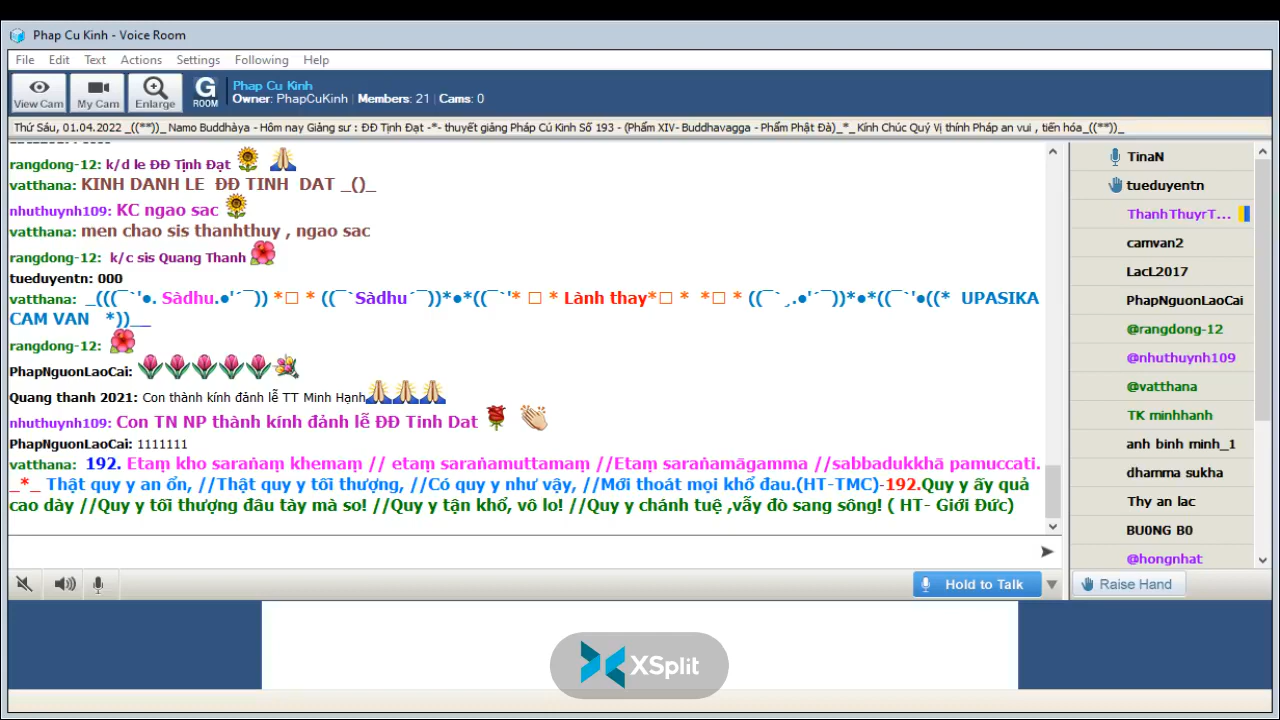 Phap Cu Kinh - Voice Room
File Edit Text Actions Settings Following Help
View Cam My Cam Enlarge G ROOM
Phap Cu Kinh
Owner: PhapCuKinh | Members: 21 | Cams: 0
Thứ Sáu, 01.04.2022 _((**))_ Namo Buddhàya - Hôm nay Giảng sư : ĐĐ Tịnh Đạt -*- thuyết giảng Pháp Cú Kinh Số 193 - (Phẩm XIV- Buddhavagga - Phẩm Phật Đà)_*_ Kính Chúc Quý Vị thính Pháp an vui , tiến hóa_((**))_
rangdong-12: k/d le ĐĐ Tịnh Đạt
vatthana: KINH DANH LE ĐĐ TINH DAT _()_
nhuthuynh109: KC ngao sac
vatthana: men chao sis thanhthuy , ngao sac
rangdong-12: k/c sis Quang Thanh
tueduyentn: 000
vatthana: _(((¯`'●. Sàdhu.●'´¯)) *□ * ((¯`Sàdhu´¯))*●*((¯`'* □ * Lành thay*□ * *□ * ((¯`¸.●'´¯))*●*((¯`'●((* UPASIKA
CAM VAN *))__
rangdong-12:
PhapNguonLaoCai:
Quang thanh 2021: Con thành kính đảnh lễ TT Minh Hạnh
nhuthuynh109: Con TN NP thành kính đảnh lễ ĐĐ Tinh Dat
PhapNguonLaoCai: 1111111
vatthana: 192. Etaṃ kho saraṅaṃ khemaṃ // etaṃ saraṅamuttamaṃ //Etaṃ saraṅamāgamma //sabbadukkhā pamuccati.
_*_ Thật quy y an ổn, //Thật quy y tối thượng, //Có quy y như vậy, //Mới thoát mọi khổ đau.(HT-TMC)-192.Quy y ấy quả
cao dày //Quy y tối thượng đâu tày mà so! //Quy y tận khổ, vô lo! //Quy y chánh tuệ ,vẫy đò sang sông! ( HT- Giới Đức)
TinaN
tueduyentn
ThanhThuyrT...
camvan2
LacL2017
PhapNguonLaoCai
@rangdong-12
@nhuthuynh109
@vatthana
TK minhhanh
anh binh minh_1
dhamma sukha
Thy an lac
BU0NG B0
@hongnhat
Hold to Talk
Raise Hand
XSplit